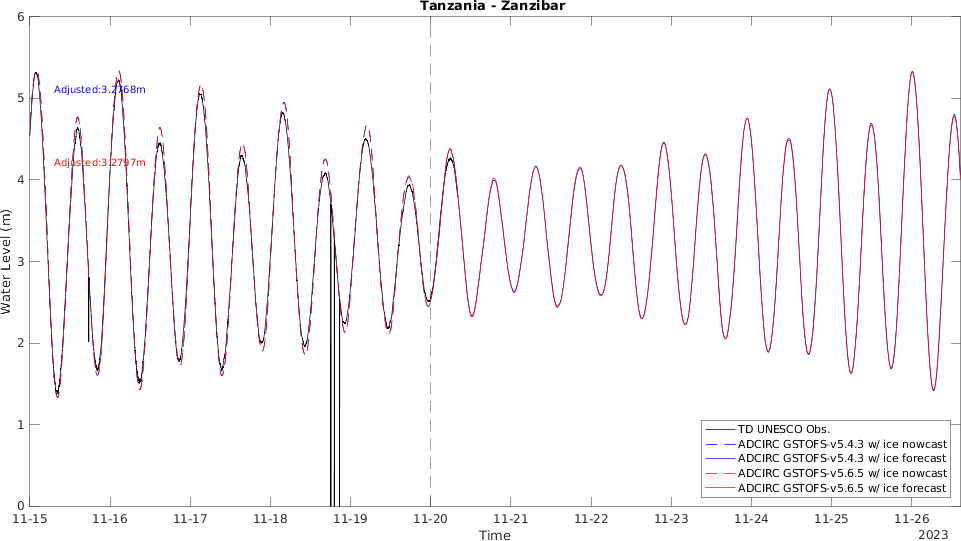 Tanzania - Zanzibar
6
5
4
3
2
1
0
Water Level (m)
Adjusted:3.2768m
Adjusted:3.2797m
TD UNESCO Obs.
ADCIRC GSTOFS-v5.4.3 w/ ice nowcast
ADCIRC GSTOFS-v5.4.3 w/ ice forecast
ADCIRC GSTOFS-v5.6.5 w/ ice nowcast
ADCIRC GSTOFS-v5.6.5 w/ ice forecast
11-15 11-16 11-17 11-18 11-19 11-20 11-21 11-22 11-23 11-24 11-25 11-26
Time
2023